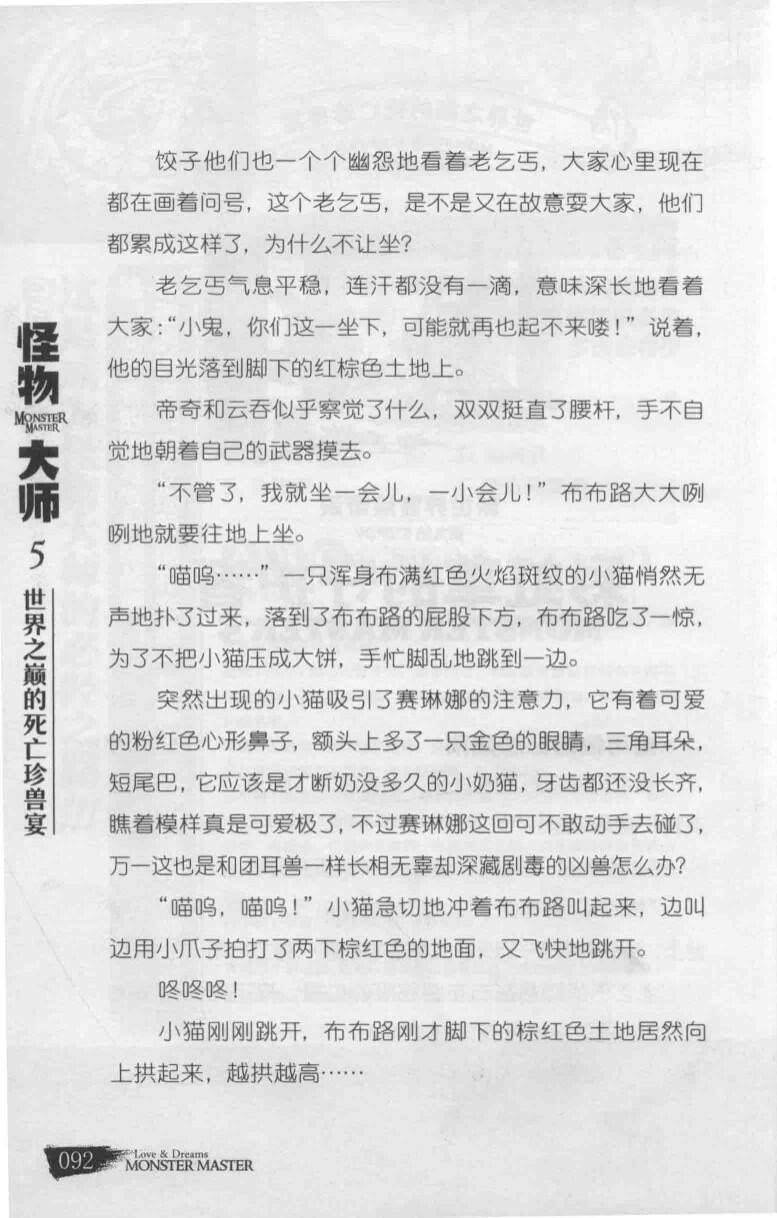 饺子他们也一个个幽怨地看着老乞丐，大家心里现在
都在画着问号，这个老乞丐，是不是又在故意耍大家，他们
都累成这样了，为什么不让坐？
老乞丐气息平稳，连汗都没有一滴，意味深长地看着
大家：“小鬼，你们这一坐下，可能就再也起不来喽！”说着，
他的目光落到脚下的红棕色土地上。
帝奇和云吞似乎察觉了什么，双双挺直了腰杆，手不自
觉地朝着自己的武器摸去。
“不管了，我就坐一会儿，一小会儿！”布布路大大咧
咧地就要往地上坐。
“喵呜……”一只浑身布满红色火焰斑纹的小猫悄然无
声地扑了过来，落到了布布路的屁股下方，布布路吃了一惊，
为了不把小猫压成大饼，手忙脚乱地跳到一边。
突然出现的小猫吸引了赛琳娜的注意力，它有着可爱
的粉红色心形鼻子，额头上多了一只金色的眼睛，三角耳朵，
短尾巴，它应该是才断奶没多久的小奶猫，牙齿都还没长齐，
瞧着模样真是可爱极了，不过赛琳娜这回可不敢动手去碰了，
万一这也是和团耳兽一样长相无辜却深藏剧毒的凶兽怎么办？
“喵呜，喵呜！”小猫急切地冲着布布路叫起来，边叫
边用小爪子拍打了两下棕红色的地面，又飞快地跳开。
咚咚咚！
小猫刚刚跳开，布布路刚才脚下的棕红色土地居然向
上拱起来，越拱越高……
怪物
MONSTER
MASTER
大师
5
世界之巅的死亡珍兽宴
092
Love & Dreams
MONSTER MASTER